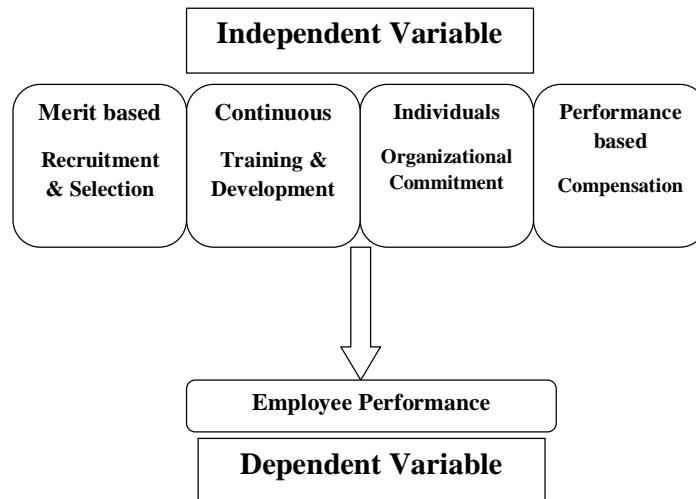 Independent Variable
Merit based
Recruitment
& Selection
Continuous
Training &
Development
Individuals
Organizational
Commitment
Performance
based
Compensation
Employee Performance
Dependent Variable